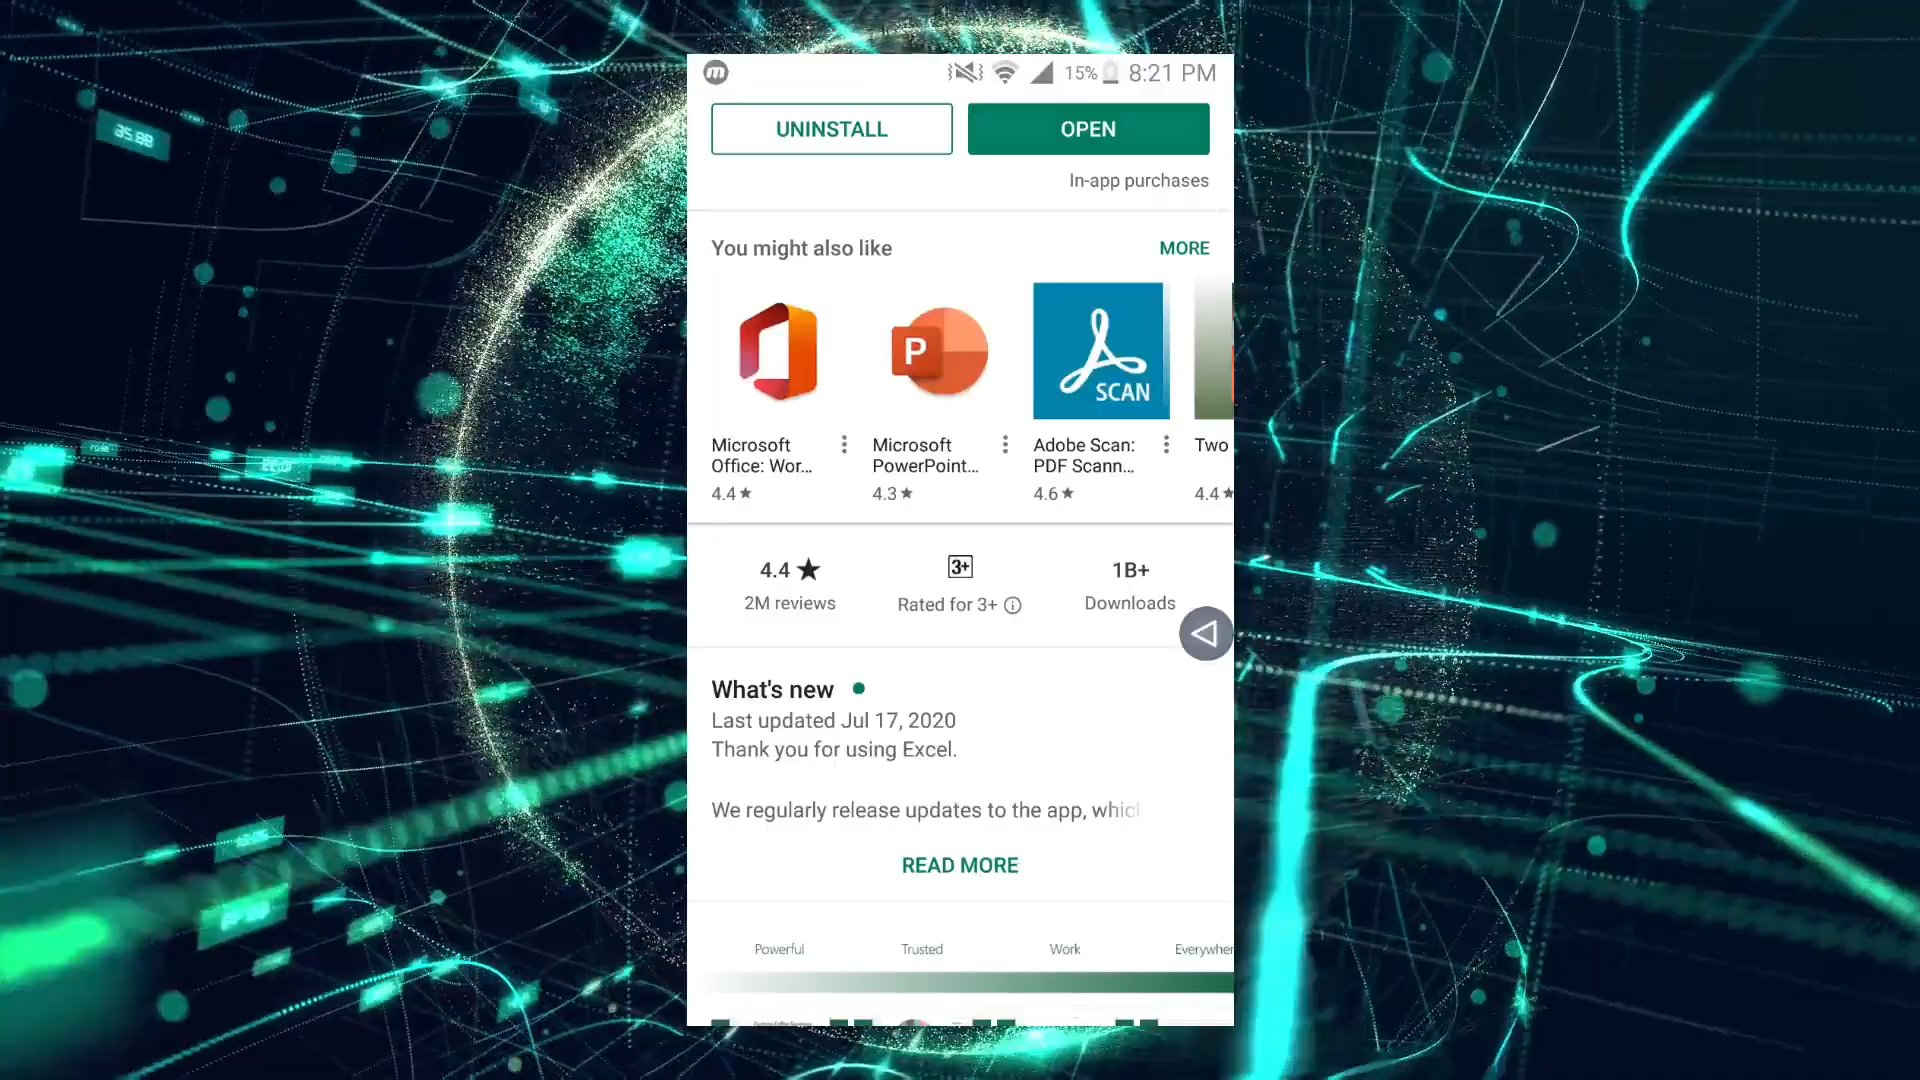 15% 8:21 PM
UNINSTALL OPEN
In-app purchases
You might also like MORE
P
SCAN
Microsoft Office: Wor...
4.4★
Microsoft PowerPoint...
4.3★
Adobe Scan: PDF Scann...
4.6★
Two
4.4★
4.4★
2M reviews
3+
Rated for 3+
1B+
Downloads
What's new
Last updated Jul 17, 2020
Thank you for using Excel.
We regularly release updates to the app, which
READ MORE
Powerful Trusted Work Everywher
35.88